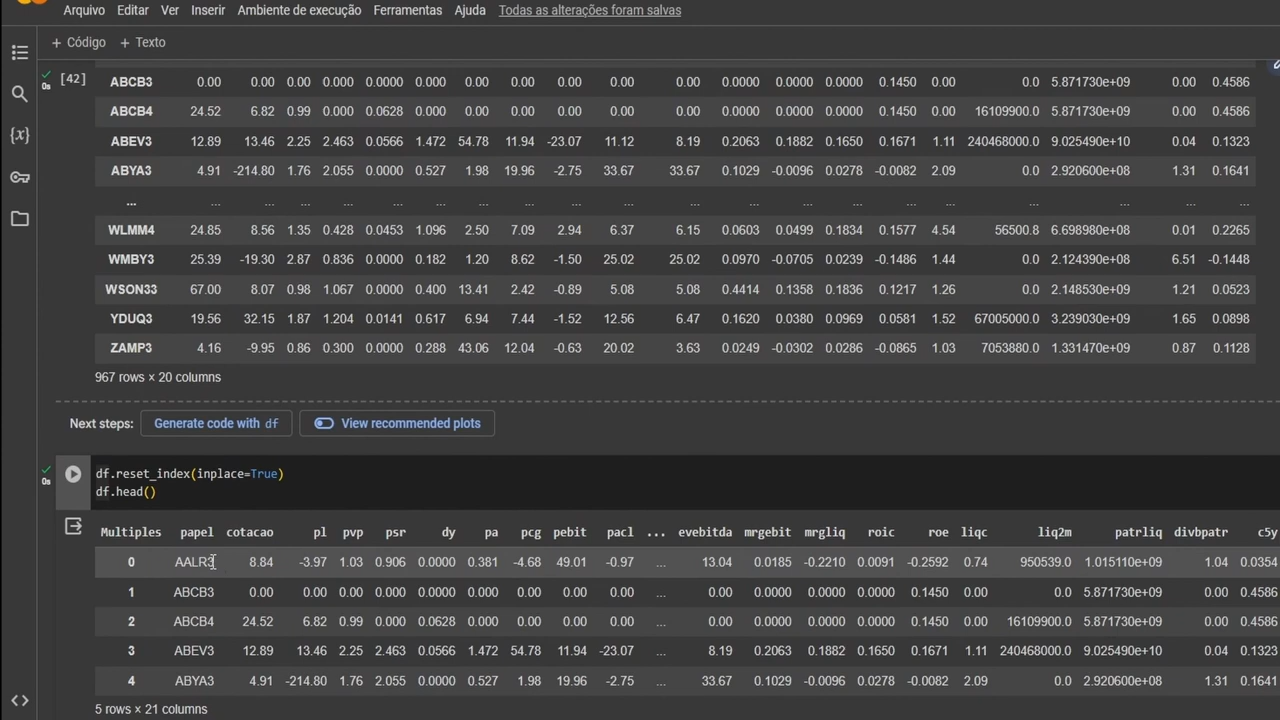 Arquivo Editar Ver Inserir Ambiente de execução Ferramentas Ajuda Todas as alterações foram salvas
+ Código + Texto
[42]
0s
ABCB3 0.00 0.00 0.00 0.000 0.000 0.000 0.00 0.00 0.00 0.00 0.00 0.0000 0.0000 0.0000 0.1450 0.00 0.0 5.871730e+09 0.00 0.4586
ABCB4 24.52 6.82 0.99 0.000 0.0628 0.000 0.00 0.00 0.00 0.00 0.00 0.0000 0.0000 0.0000 0.1450 0.00 16109900.0 5.871730e+09 0.00 0.4586
ABEV3 12.89 13.46 2.25 2.463 0.0566 1.472 54.78 11.94 -23.07 11.12 8.19 0.2063 0.1882 0.1650 0.1671 1.11 240468000.0 9.025490e+10 0.04 0.1323
ABYA3 4.91 -214.80 1.76 2.055 0.0000 0.527 1.98 19.96 -2.75 33.67 33.67 0.1029 -0.0096 0.0278 -0.0082 2.09 0.0 2.920600e+08 1.31 0.1641
... ... ... ... ... ... ... ... ... ... ... ... ... ... ... ... ... ... ... ... ...
WLMM4 24.85 8.56 1.35 0.428 0.0453 1.096 2.50 7.09 2.94 6.37 6.15 0.0603 0.0499 0.1834 0.1577 4.54 56500.8 6.698980e+08 0.01 0.2265
WMBY3 25.39 -19.30 2.87 0.836 0.0000 0.182 1.20 8.62 -1.50 25.02 25.02 0.0970 -0.0705 0.0239 -0.1486 1.44 0.0 2.124390e+08 6.51 -0.1448
WSON33 67.00 8.07 0.98 1.067 0.0000 0.400 13.41 2.42 -0.89 5.08 5.08 0.4414 0.1358 0.1836 0.1217 1.26 0.0 2.148530e+09 1.21 0.0523
YDUQ3 19.56 32.15 1.87 1.204 0.0141 0.617 6.94 7.44 -1.52 12.56 6.47 0.1620 0.0380 0.0969 0.0581 1.52 67005000.0 3.239030e+09 1.65 0.0898
ZAMP3 4.16 -9.95 0.86 0.300 0.0000 0.288 43.06 12.04 -0.63 20.02 3.63 0.0249 -0.0302 0.0286 -0.0865 1.03 7053880.0 1.331470e+09 0.87 0.1128
967 rows × 20 columns
Next steps: Generate code with df View recommended plots
0s
df.reset_index(inplace=True)
df.head()
Multiples papel cotacao pl pvp psr dy pa pcg pebit pacl ... evebitda mrgebit mrgliq roic roe liqc liq2m patrliq divbpatr c5y
0 AALR3 8.84 -3.97 1.03 0.906 0.0000 0.381 -4.68 49.01 -0.97 ... 13.04 0.0185 -0.2210 0.0091 -0.2592 0.74 950539.0 1.015110e+09 1.04 0.0354
1 ABCB3 0.00 0.00 0.00 0.000 0.0000 0.000 0.00 0.00 0.00 ... 0.00 0.0000 0.0000 0.0000 0.1450 0.00 0.0 5.871730e+09 0.00 0.4586
2 ABCB4 24.52 6.82 0.99 0.000 0.0628 0.000 0.00 0.00 0.00 ... 0.00 0.0000 0.0000 0.0000 0.1450 0.00 16109900.0 5.871730e+09 0.00 0.4586
3 ABEV3 12.89 13.46 2.25 2.463 0.0566 1.472 54.78 11.94 -23.07 ... 8.19 0.2063 0.1882 0.1650 0.1671 1.11 240468000.0 9.025490e+10 0.04 0.1323
4 ABYA3 4.91 -214.80 1.76 2.055 0.0000 0.527 1.98 19.96 -2.75 ... 33.67 0.1029 -0.0096 0.0278 -0.0082 2.09 0.0 2.920600e+08 1.31 0.1641
5 rows × 21 columns